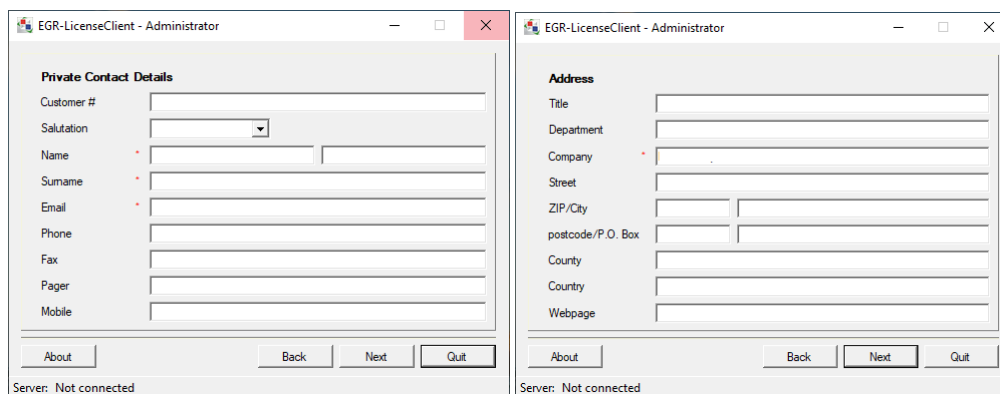 EGR-LicenseClient - Administrator
Private Contact Details
Customer #
Salutation
Name *
Surname *
Email *
Phone
Fax
Pager
Mobile
About Back Next Quit
Server: Not connected
EGR-LicenseClient - Administrator
Address
Title
Department
Company *
Street
ZIP/City
postcode/P.O. Box
County
Country
Webpage
About Back Next Quit
Server: Not connected